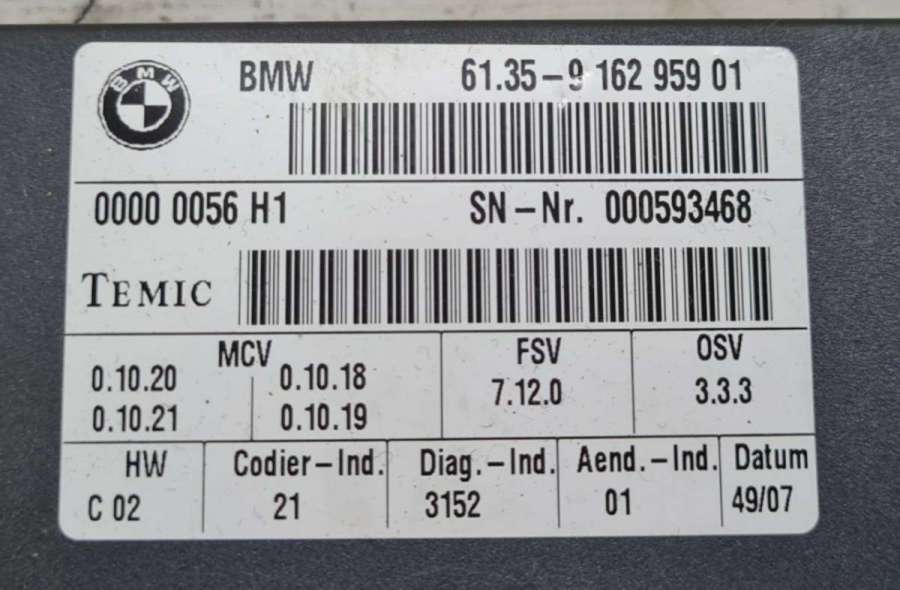 BMW
BMW 61.35-9 162 959 01
0000 0056 H1 SN-Nr. 000593468
TEMIC
MCV FSV OSV
0.10.20 0.10.18 7.12.0 3.3.3
0.10.21 0.10.19
HW Codier-Ind. Diag.-Ind. Aend.-Ind. Datum
C 02 21 3152 01 49/07